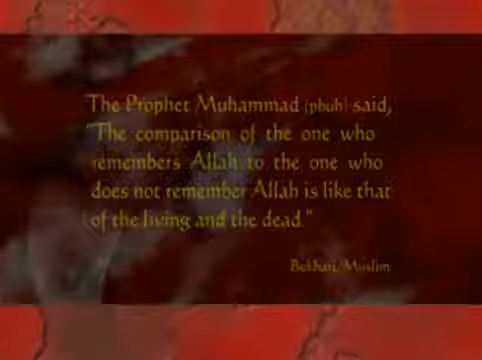 The Prophet Muhammad (pbuh) said,
"The comparison of the one who
remembers Allah to the one who
does not remember Allah is like that
of the living and the dead."
Bukhari/Muslim